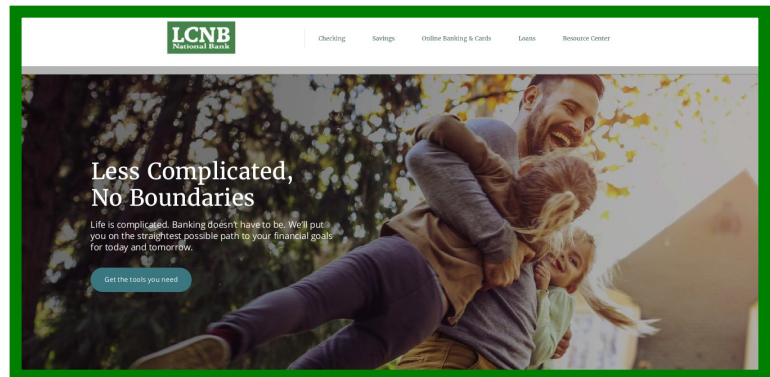 LCNB
National Bank
Checking Savings Online Banking & Cards Loans Resource Center
Less Complicated,
No Boundaries
Life is complicated. Banking doesn't have to be. We'll put
you on the straightest possible path to your financial goals
for today and tomorrow.
Get the tools you need